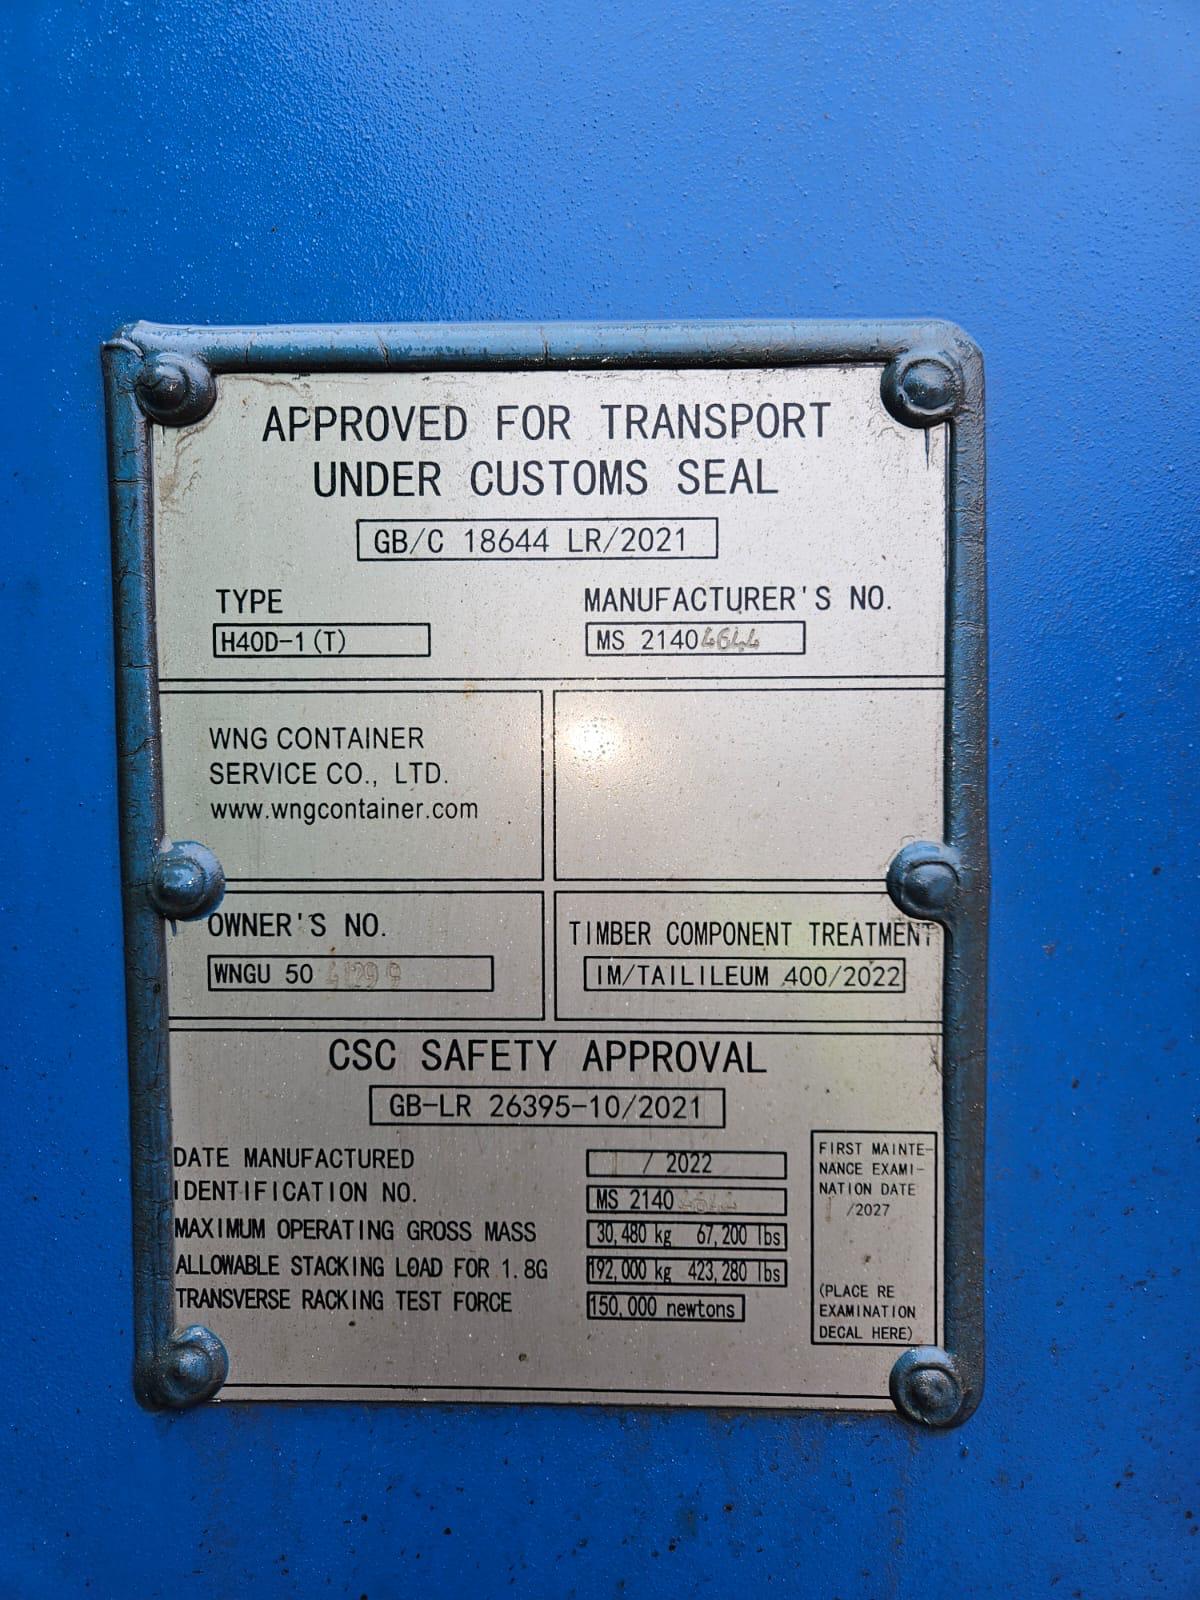 APPROVED FOR TRANSPORT
UNDER CUSTOMS SEAL
GB/C 18644 LR/2021
TYPE
MANUFACTURER'S NO.
H40D-1(T)
MS 21404644
WNG CONTAINER
SERVICE CO., LTD.
www.wngcontainer.com
OWNER'S NO.
WNGU 50
TIMBER COMPONENT TREATMENT
IM/TAILILEUM 400/2022
CSC SAFETY APPROVAL
GB-LR 26395-10/2021
DATE MANUFACTURED
1 / 2022
IDENTIFICATION NO.
MS 21404644
MAXIMUM OPERATING GROSS MASS
30,480 kg 67,200 lbs
ALLOWABLE STACKING LOAD FOR 1.8G
192,000 kg 423,280 lbs
TRANSVERSE RACKING TEST FORCE
150,000 newtons
FIRST MAINTE-
NANCE EXAMI-
NATION DATE
1 /2027
(PLACE RE
EXAMINATION
DECAL HERE)